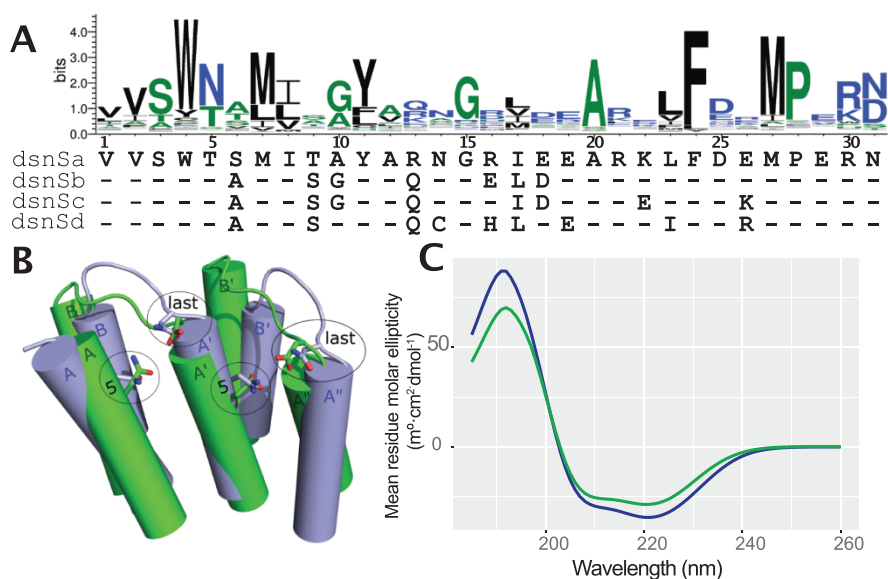 A
bits
4.0
3.0
2.0
1.0
0.0
1 5 10 15 20 25 30
dsnSa V V S W T S M I T A Y A R N G R I E E A R K L F D E M P E R N
dsnSb - - - - - A - - S G - - Q - - E L D - - - - - - - - - - - - -
dsnSc - - - - - A - - S G - - Q - - - I D - - - E - - - K - - - - -
dsnSd - - - - - A - - S - - - Q C - H L - E - - - I - - R - - - - -
B
last
last
B
B
B'
B'
A
A
A'
A'
A"
A"
5
5
C
Mean residue molar ellipticity
(mº·cm²·dmol⁻¹)
50
0
200 220 240 260
Wavelength (nm)